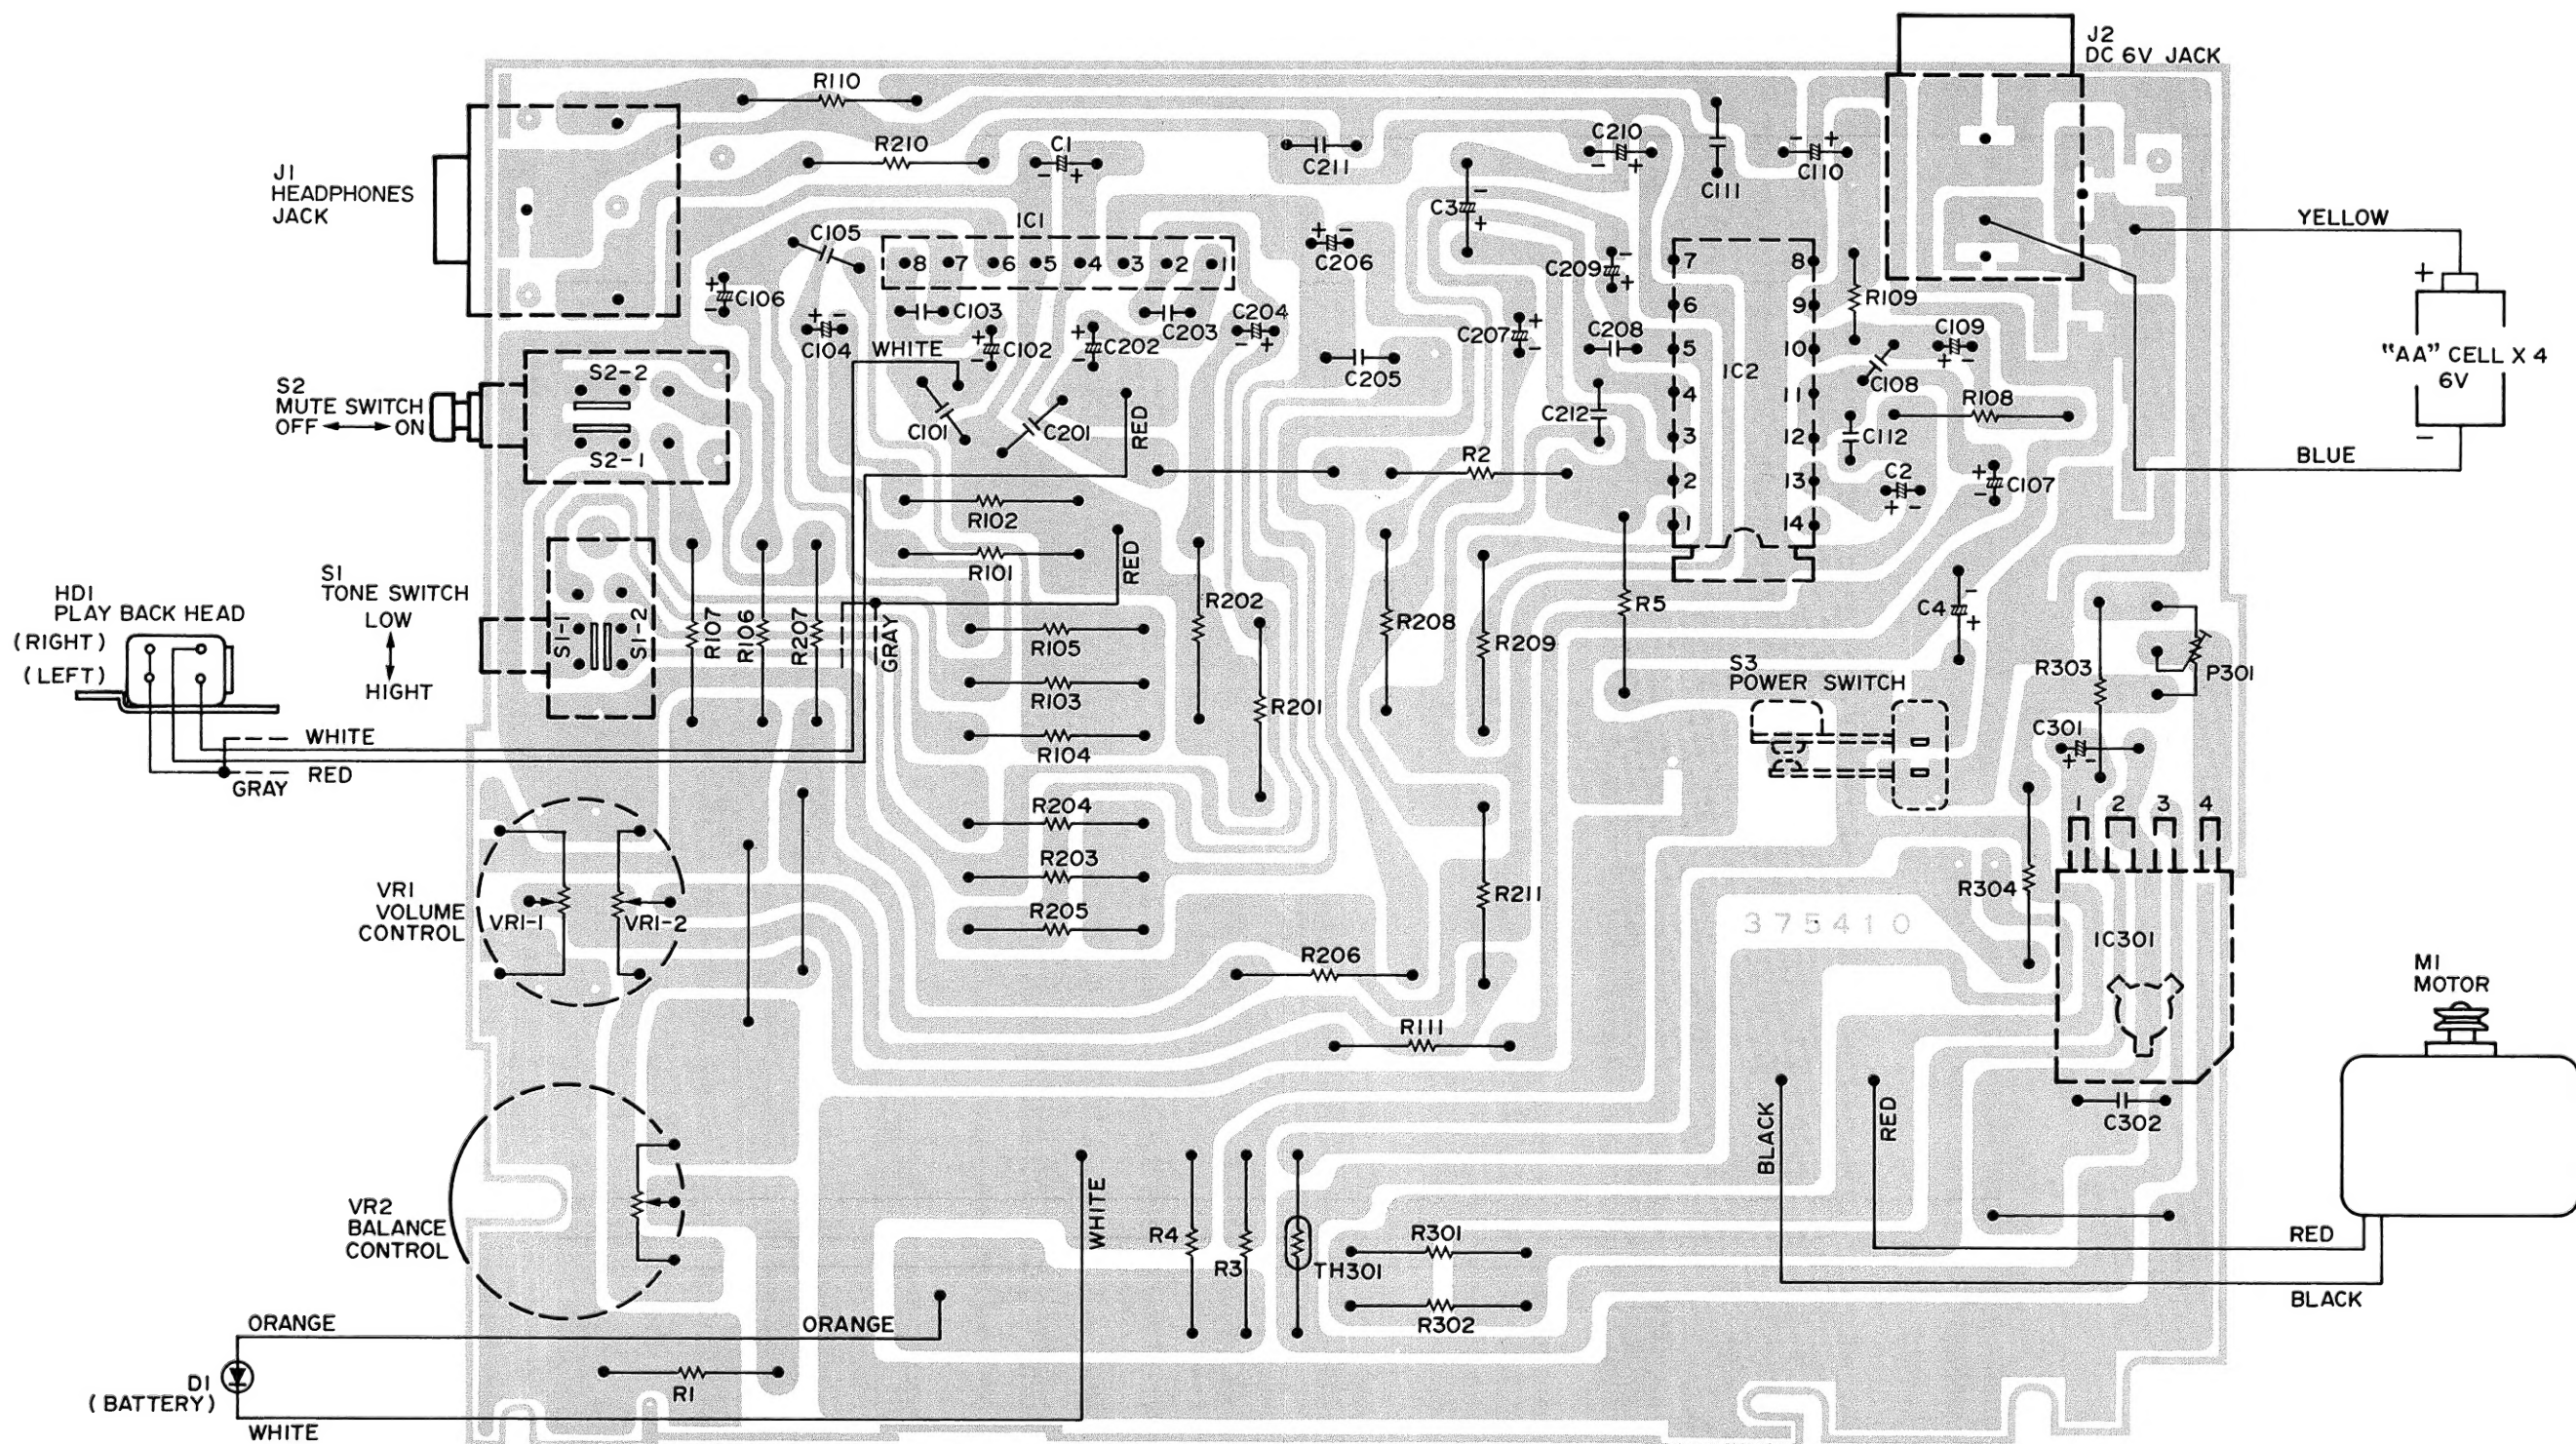 J2
DC 6V JACK
R110
R210
C1
- +
C211
C210
- +
C111
- +
C110
J1
HEADPHONES
JACK
C105
IC1
8 7 6 5 4 3 2 1
+ -
C206
C3
-
+
C209
-
+
7 8
YELLOW
+
C106
-
C103
C203
C204
- +
6 9
R109
+
"AA" CELL X 4
6V
-
+ -
C104
WHITE
+
C102
-
+
C202
-
C205
C207
+
-
C208
5 10
IC2
C109
+ -
C108
S2
MUTE SWITCH
OFF ON
S2-2
S2-1
C101
C201
RED
C212
4 11
R108
3 12
C112
R2
BLUE
2 13
C2
+ -
+
C107
-
R102
1 14
R101
RED
HD1
PLAY BACK HEAD
(RIGHT)
(LEFT)
S1
TONE SWITCH
LOW
HIGHT
S1-1
S1-2
R107
R106
R207
GRAY
R105
R103
R104
R202
R201
R208
R209
R5
C4
-
+
S3
POWER SWITCH
R303
P301
WHITE
RED
GRAY
C301
+ -
R204
R203
R205
R211
R304
1 2 3 4
VR1
VOLUME
CONTROL
VR1-1
VR1-2
375410
IC301
R206
M1
MOTOR
R111
BLACK
RED
C302
VR2
BALANCE
CONTROL
WHITE
R4
R3
TH301
R301
R302
RED
BLACK
ORANGE
ORANGE
D1
(BATTERY)
R1
WHITE